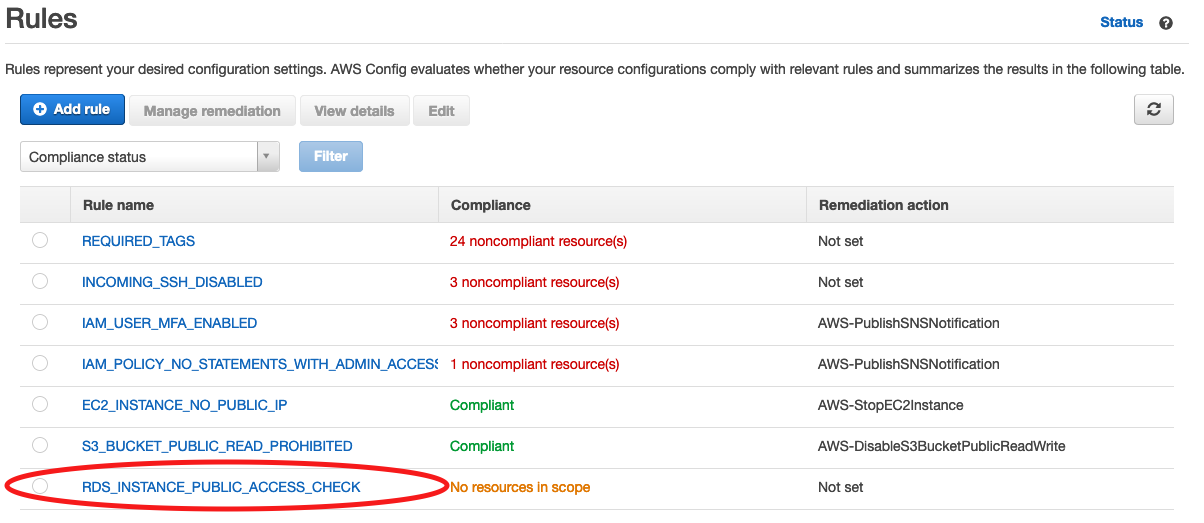 Rules
Status
Rules represent your desired configuration settings. AWS Config evaluates whether your resource configurations comply with relevant rules and summarizes the results in the following table.
Add rule Manage remediation View details Edit
Compliance status Filter
Rule name Compliance Remediation action
REQUIRED_TAGS 24 noncompliant resource(s) Not set
INCOMING_SSH_DISABLED 3 noncompliant resource(s) Not set
IAM_USER_MFA_ENABLED 3 noncompliant resource(s) AWS-PublishSNSNotification
IAM_POLICY_NO_STATEMENTS_WITH_ADMIN_ACCESS 1 noncompliant resource(s) AWS-PublishSNSNotification
EC2_INSTANCE_NO_PUBLIC_IP Compliant AWS-StopEC2Instance
S3_BUCKET_PUBLIC_READ_PROHIBITED Compliant AWS-DisableS3BucketPublicReadWrite
RDS_INSTANCE_PUBLIC_ACCESS_CHECK No resources in scope Not set